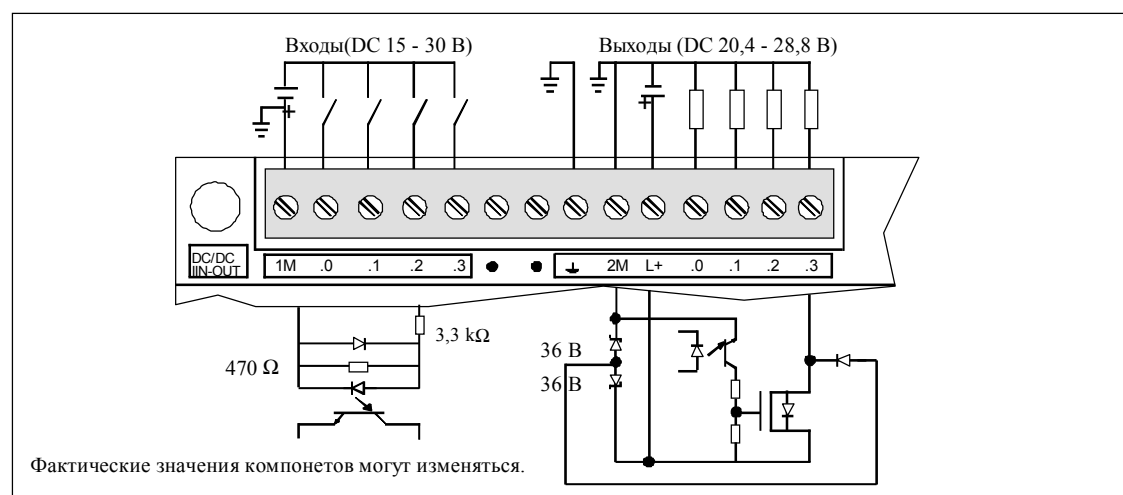 Входы(DC 15 - 30 В)
Выходы (DC 20,4 - 28,8 В)
+
+
DC/DC
IIN-OUT
1M .0 .1 .2 .3
2M L+ .0 .1 .2 .3
3,3 kΩ
470 Ω
36 В
36 В
Фактические значения компонетов могут изменяться.